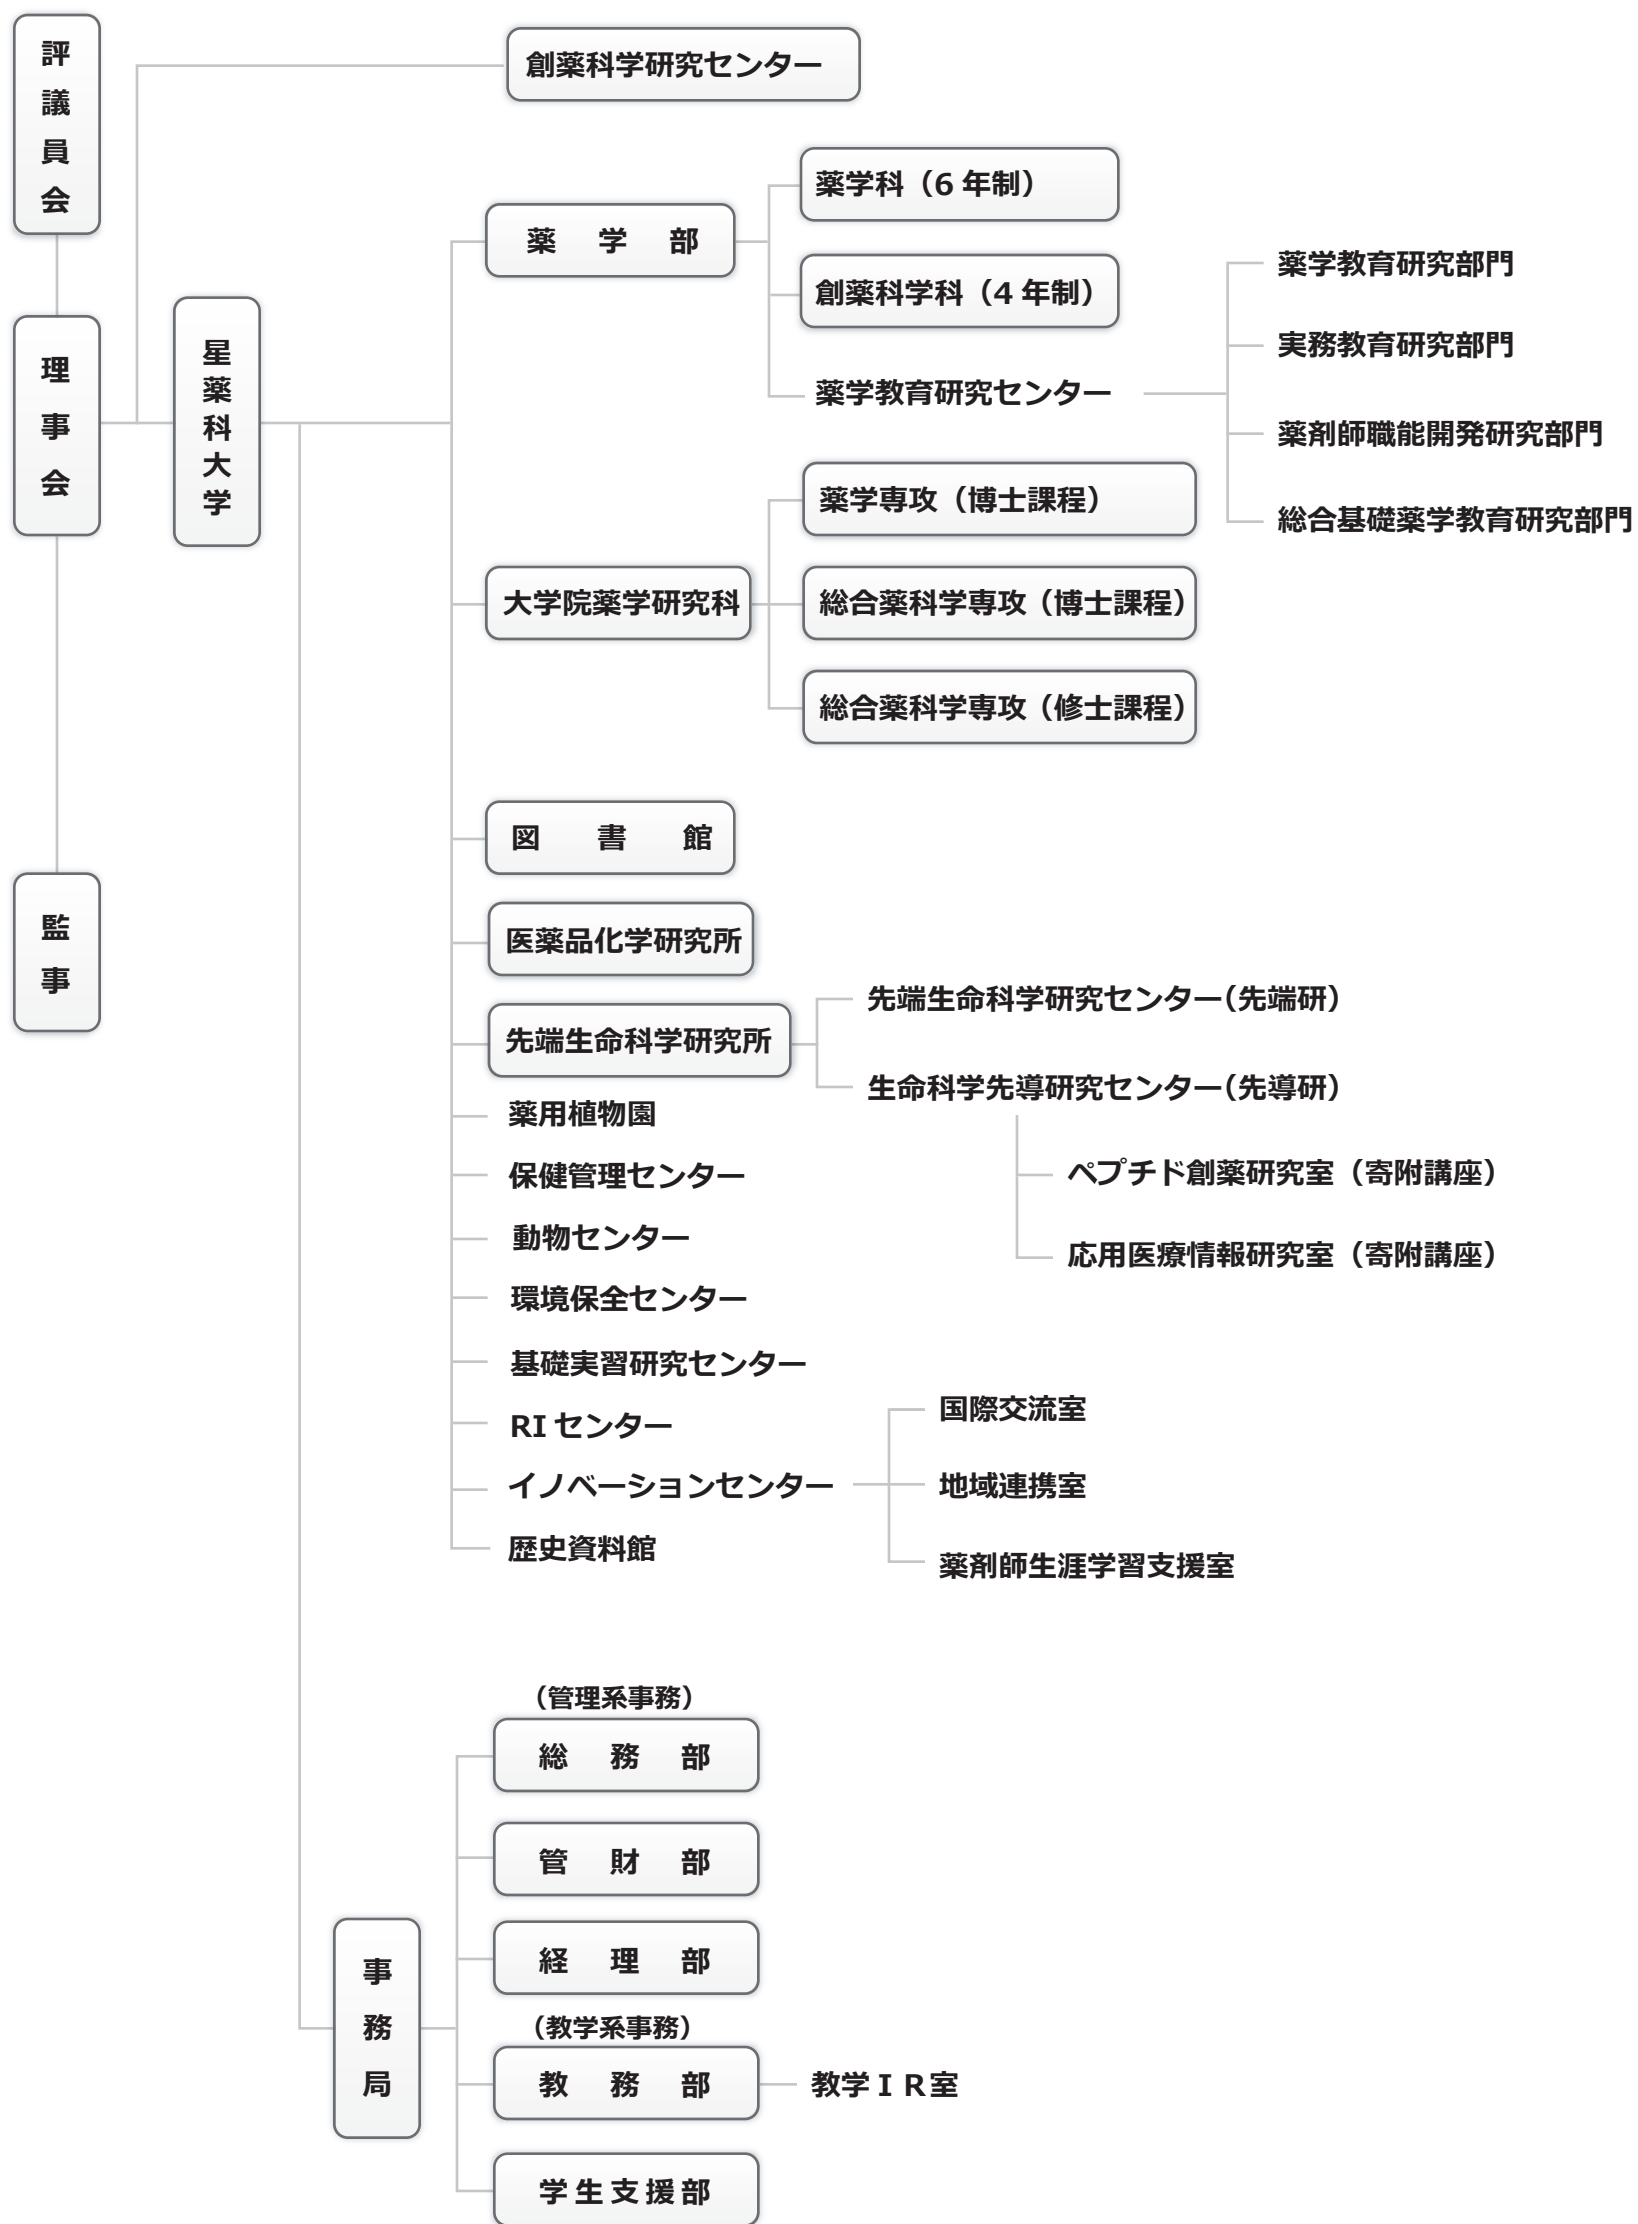 評議員会
理事会
監事
星薬科大学
創薬科学研究センター
薬学部
薬学科（6 年制）
創薬科学科（4 年制）
薬学教育研究センター
薬学教育研究部門
実務教育研究部門
薬剤師職能開発研究部門
総合基礎薬学教育研究部門
大学院薬学研究科
薬学専攻（博士課程）
総合薬科学専攻（博士課程）
総合薬科学専攻（修士課程）
図書館
医薬品化学研究所
先端生命科学研究所
先端生命科学研究センター(先端研）
生命科学先導研究センター(先導研）
ペプチド創薬研究室（寄附講座）
応用医療情報研究室（寄附講座）
薬用植物園
保健管理センター
動物センター
環境保全センター
基礎実習研究センター
RI センター
イノベーションセンター
国際交流室
地域連携室
薬剤師生涯学習支援室
歴史資料館
事務局
（管理系事務）
総務部
管財部
経理部
（教学系事務）
教務部
教学ＩＲ室
学生支援部